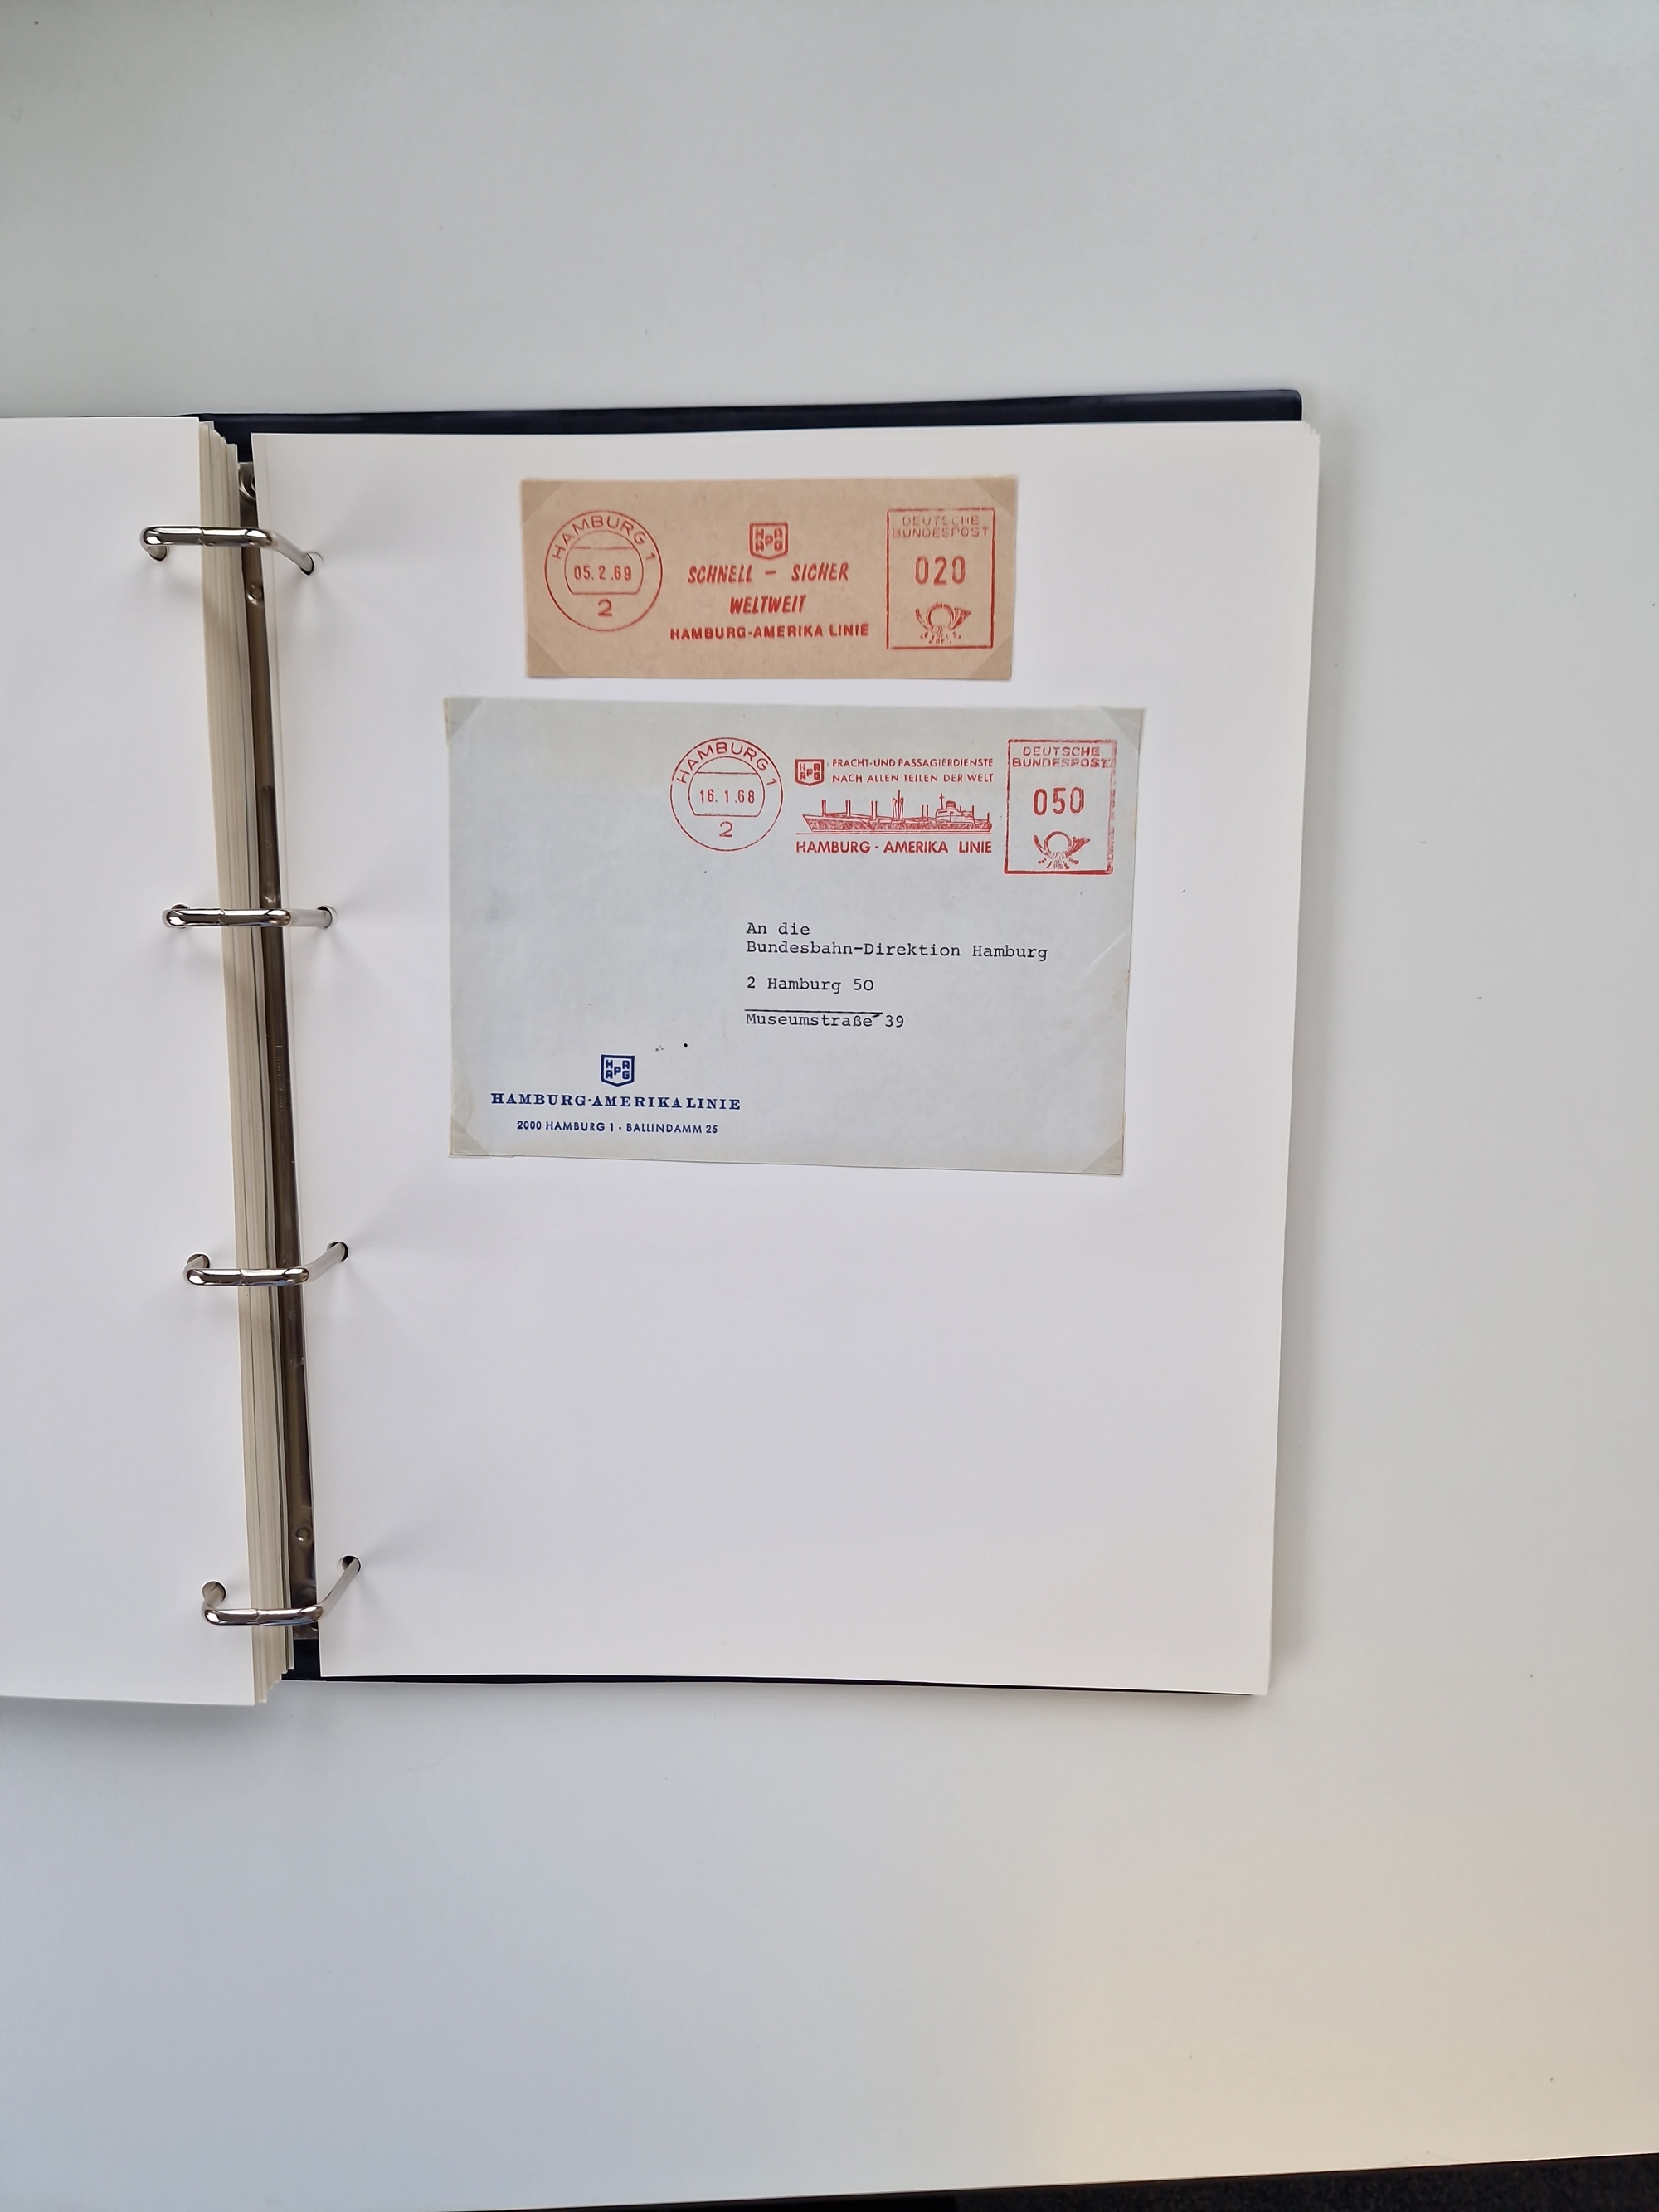 HAMBURG 1
05.2.69
2
HAPAG
SCHNELL – SICHER
WELTWEIT
HAMBURG-AMERIKA LINIE
DEUTSCHE
BUNDESPOST
020
HAMBURG 1
16.1.68
2
HAPAG
FRACHT-UND PASSAGIERDIENSTE
NACH ALLEN TEILEN DER WELT
HAMBURG - AMERIKA LINIE
DEUTSCHE
BUNDESPOST
050
An die
Bundesbahn-Direktion Hamburg
2 Hamburg 50
Museumstraße 39
HAPAG
HAMBURG-AMERIKA LINIE
2000 HAMBURG 1 · BALLINDAMM 25